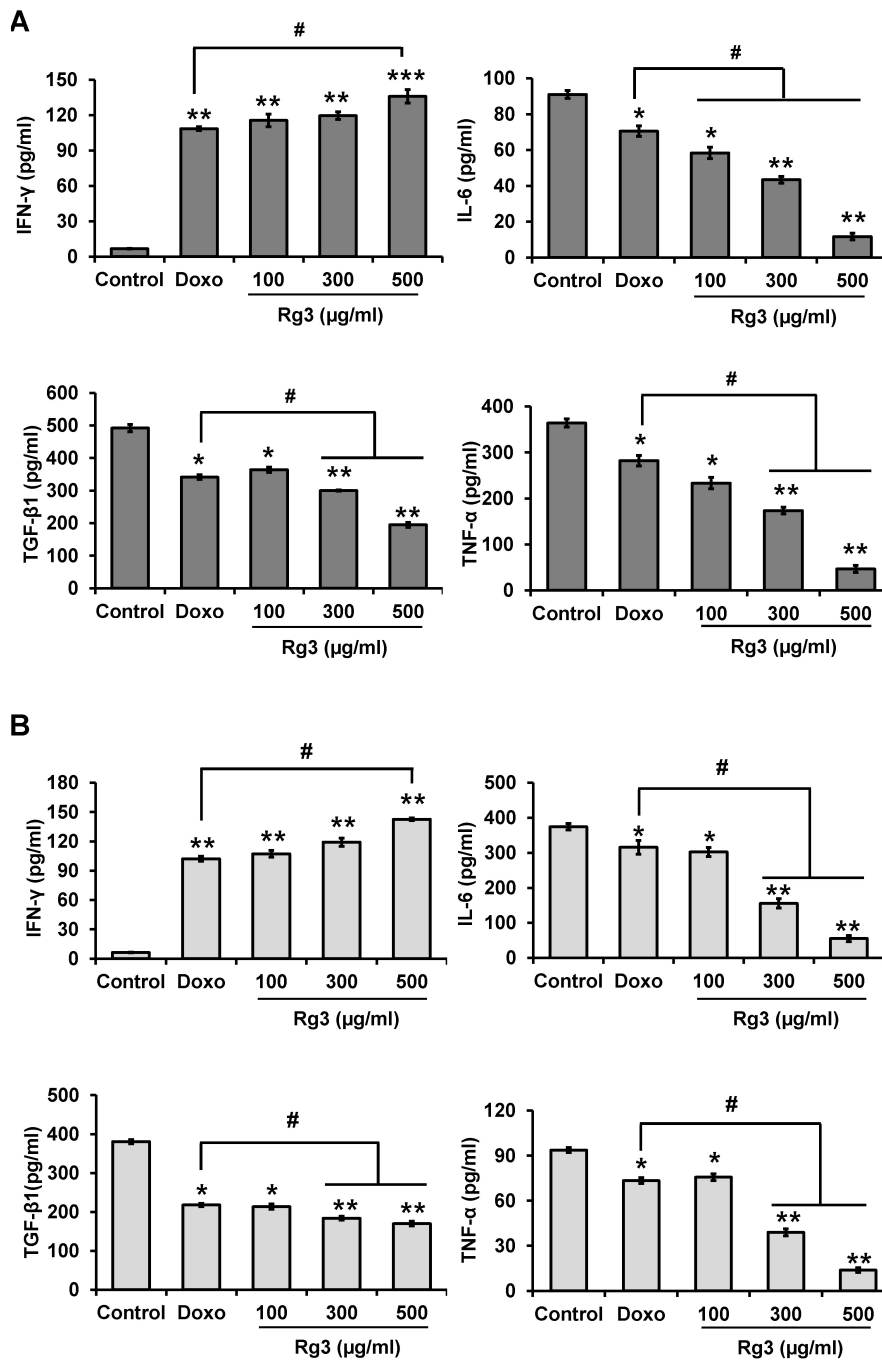 A
#
***
** ** **
150
120
90
60
30
0
IFN-γ (pg/ml)
Control Doxo 100 300 500
Rg3 (µg/ml)
#
* * ** **
100
80
60
40
20
0
IL-6 (pg/ml)
Control Doxo 100 300 500
Rg3 (µg/ml)
#
* * ** **
600
500
400
300
200
100
0
TGF-β1 (pg/ml)
Control Doxo 100 300 500
Rg3 (µg/ml)
#
* * ** **
400
300
200
100
0
TNF-α (pg/ml)
Control Doxo 100 300 500
Rg3 (µg/ml)
B
#
** ** ** **
180
150
120
90
60
30
0
IFN-γ (pg/ml)
Control Doxo 100 300 500
Rg3 (µg/ml)
#
* * ** **
500
400
300
200
100
0
IL-6 (pg/ml)
Control Doxo 100 300 500
Rg3 (µg/ml)
#
* * ** **
500
400
300
200
100
0
TGF-β1(pg/ml)
Control Doxo 100 300 500
Rg3 (µg/ml)
#
* * ** **
120
90
60
30
0
TNF-α (pg/ml)
Control Doxo 100 300 500
Rg3 (µg/ml)